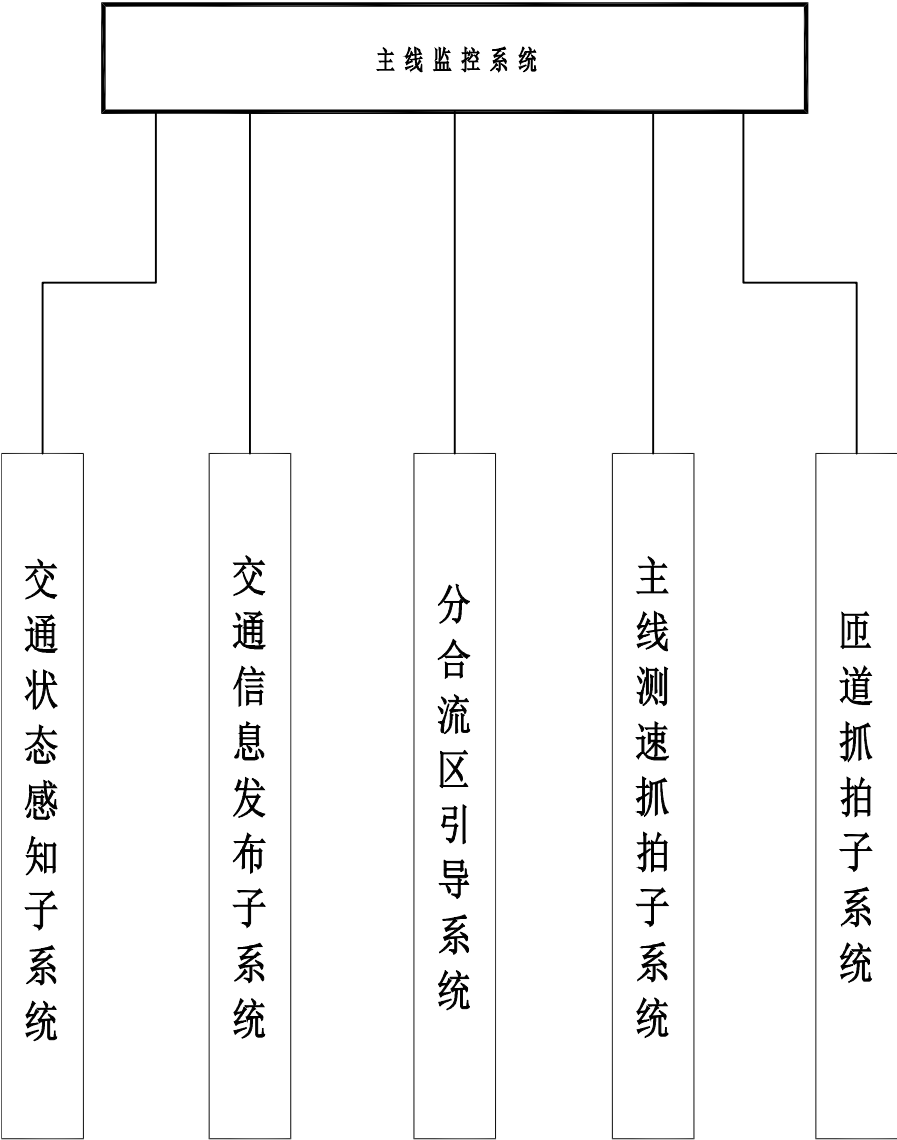 主线监控系统
交通状态感知子系统
交通信息发布子系统
分合流区引导系统
主线测速抓拍子系统
匝道抓拍子系统